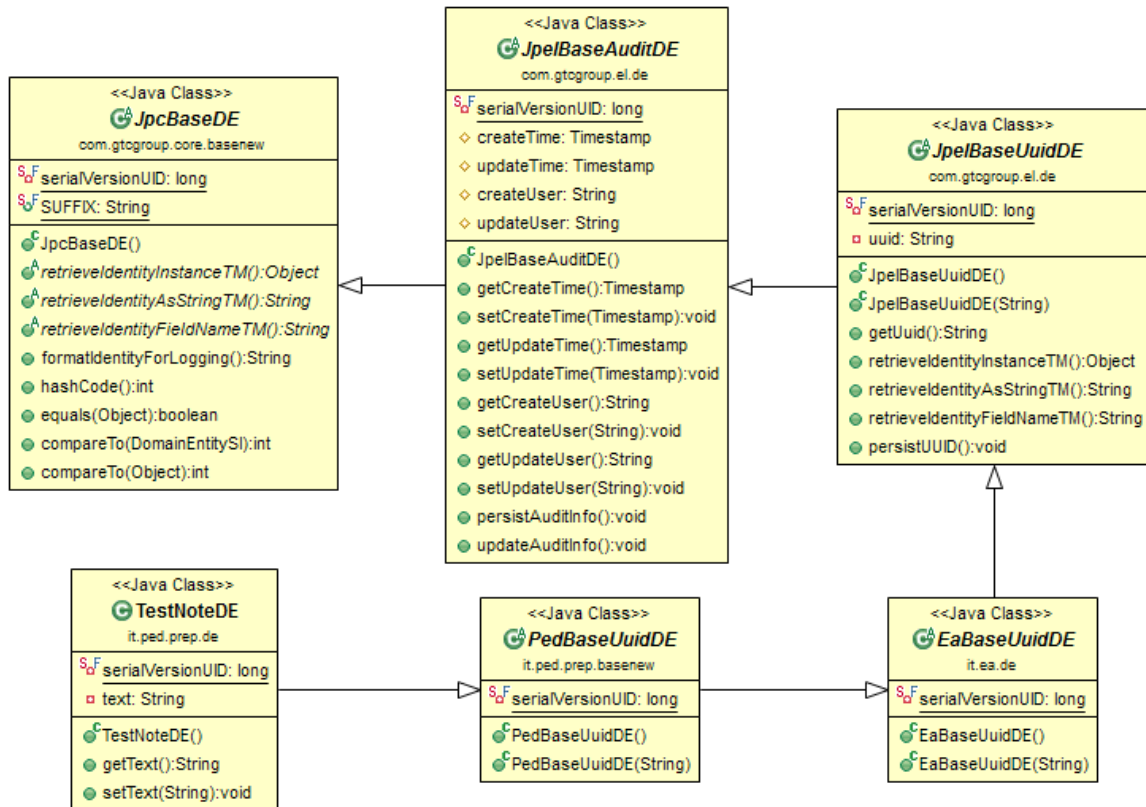 <<Java Class>>
JpcBaseDE
com.gtcgroup.core.basenew
serialVersionUID: long
SUFFIX: String
JpcBaseDE()
retrieveIdentityInstanceTM():Object
retrieveIdentityAsStringTM():String
retrieveIdentityFieldNameTM():String
formatIdentityForLogging():String
hashCode():int
equals(Object):boolean
compareTo(DomainEntitySI):int
compareTo(Object):int
<<Java Class>>
JpelBaseAuditDE
com.gtcgroup.el.de
serialVersionUID: long
createTime: Timestamp
updateTime: Timestamp
createUser: String
updateUser: String
JpelBaseAuditDE()
getCreateTime():Timestamp
setCreateTime(Timestamp):void
getUpdateTime():Timestamp
setUpdateTime(Timestamp):void
getCreateUser():String
setCreateUser(String):void
getUpdateUser():String
setUpdateUser(String):void
persistAuditInfo():void
updateAuditInfo():void
<<Java Class>>
JpelBaseUuidDE
com.gtcgroup.el.de
serialVersionUID: long
uuid: String
JpelBaseUuidDE()
JpelBaseUuidDE(String)
getUuid():String
retrieveIdentityInstanceTM():Object
retrieveIdentityAsStringTM():String
retrieveIdentityFieldNameTM():String
persistUUID():void
<<Java Class>>
TestNoteDE
it.ped.prep.de
serialVersionUID: long
text: String
TestNoteDE()
getText():String
setText(String):void
<<Java Class>>
PedBaseUuidDE
it.ped.prep.basenew
serialVersionUID: long
PedBaseUuidDE()
PedBaseUuidDE(String)
<<Java Class>>
EaBaseUuidDE
it.ea.de
serialVersionUID: long
EaBaseUuidDE()
EaBaseUuidDE(String)